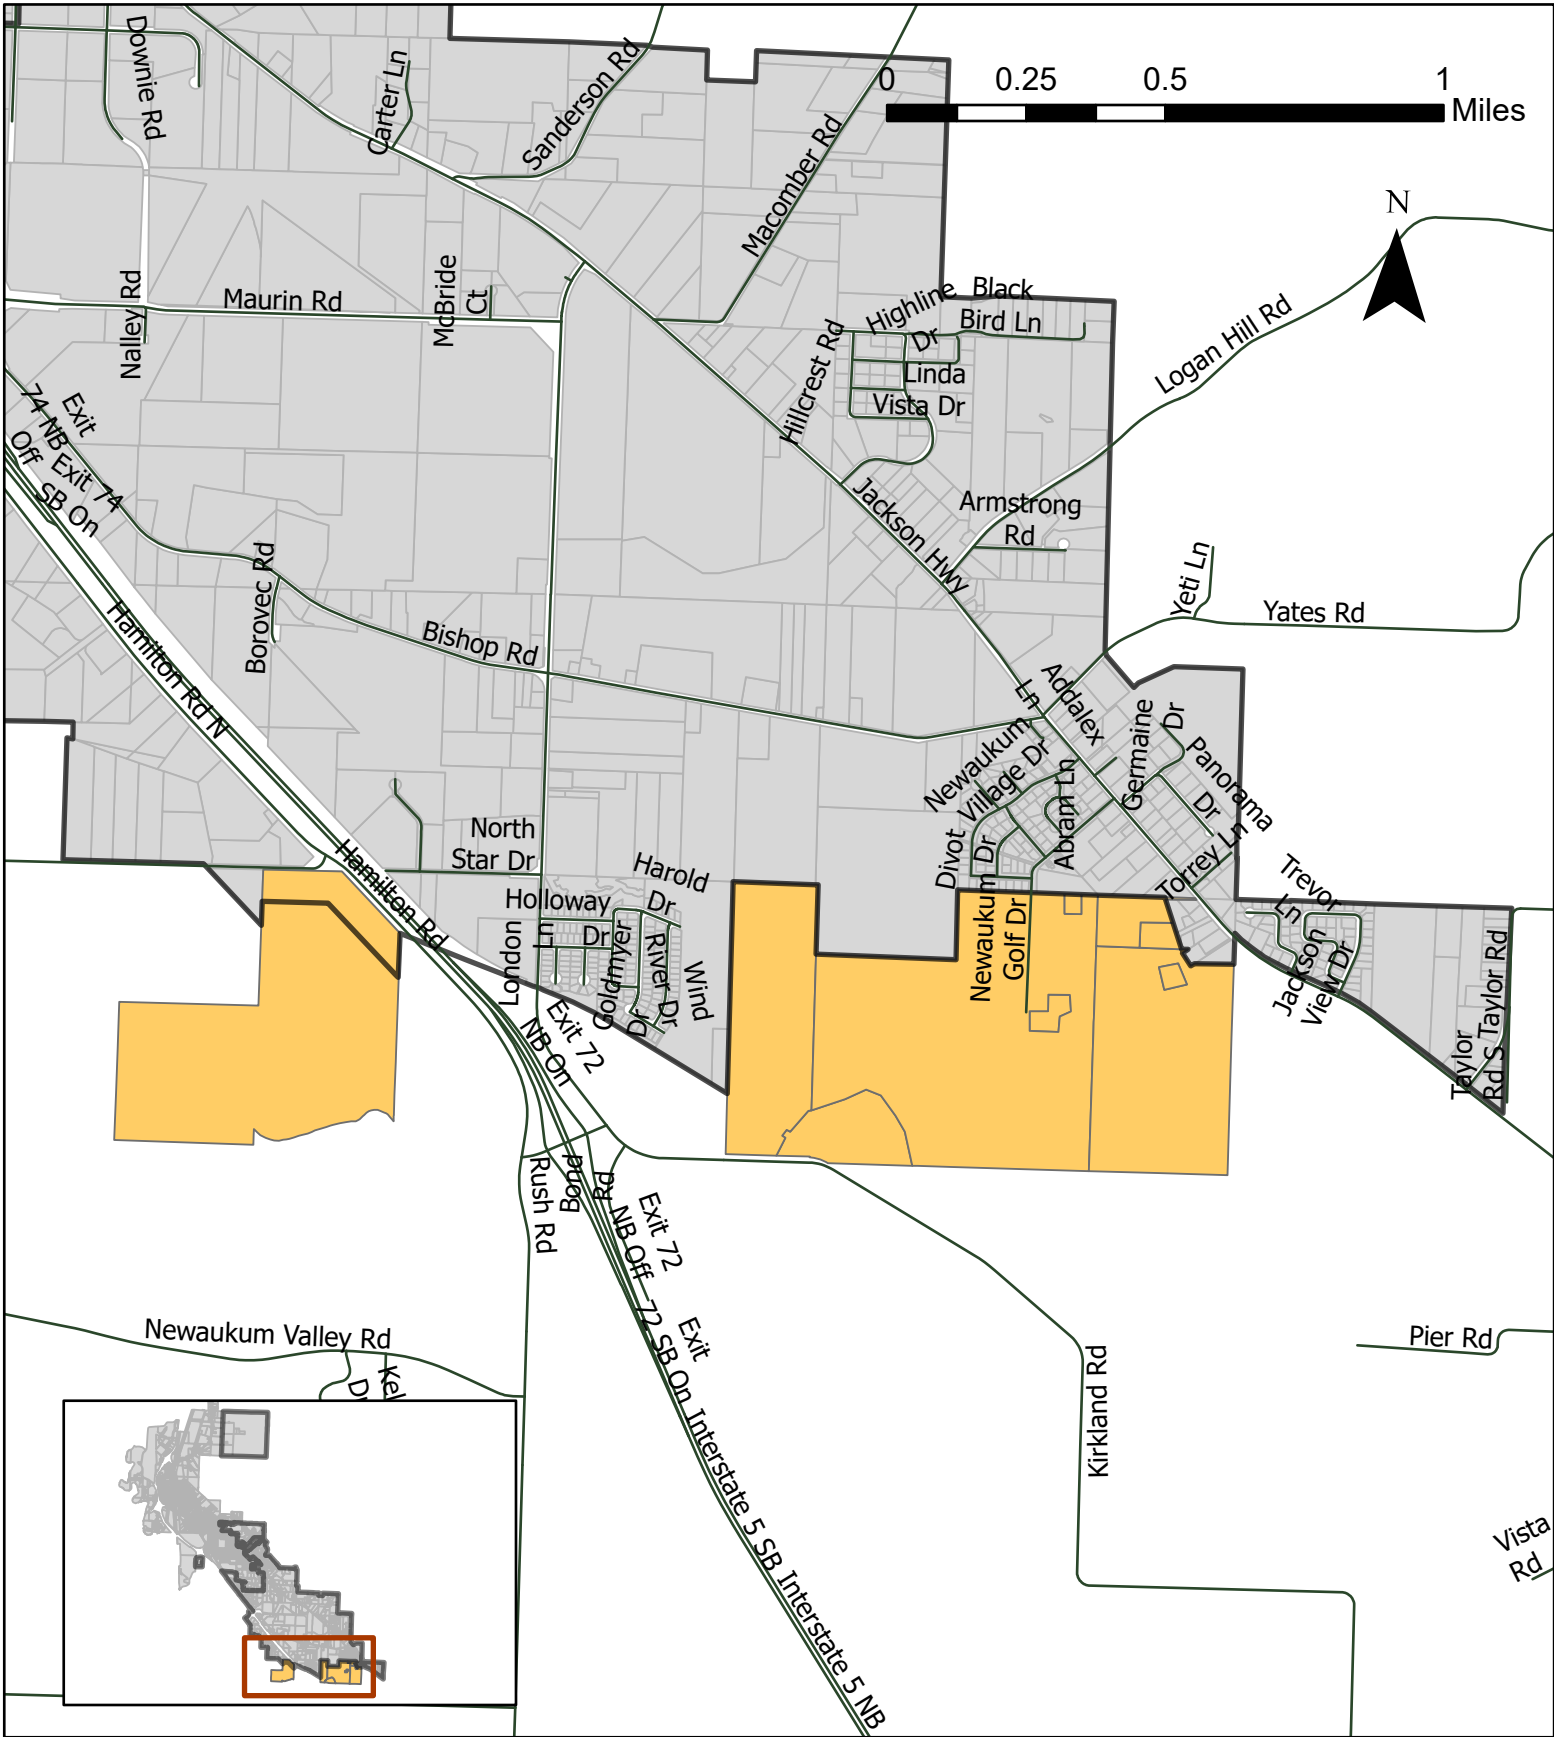 Downie Rd
Carter Ln
Sanderson Rd
Macomber Rd
0
0.25
0.5
1
Miles
N
Nalley Rd
Maurin Rd
McBride
Ct
Highline
Dr
Black
Bird Ln
Linda
Vista Dr
Hillcrest Rd
Logan Hill Rd
Exit
74 NB
Off
Exit 74
SB On
Jackson Hwy
Armstrong
Rd
Yeti Ln
Yates Rd
Borovec Rd
Bishop Rd
Hamilton Rd N
Addalex
Ln
Germaine
Dr
Panorama
Dr
Newaukum
Village Dr
Abram Ln
Divot
Newaukum Dr
Torrey Ln
Trevor
Ln
North
Star Dr
Hamilton Rd
Harold
Dr
Holloway
Dr
London
Ln
Goldmyer
Dr
River Dr
Wind
Newaukum
Golf Dr
Jackson
View Dr
Taylor
Rd
S Taylor Rd
Exit 72
NB On
Rush Rd
Bond
Rd
Exit 72
NB Off
Exit
72 SB On
Interstate 5 SB
Interstate 5 NB
Newaukum Valley Rd
Kel
Dr
Kirkland Rd
Pier Rd
Vista
Rd